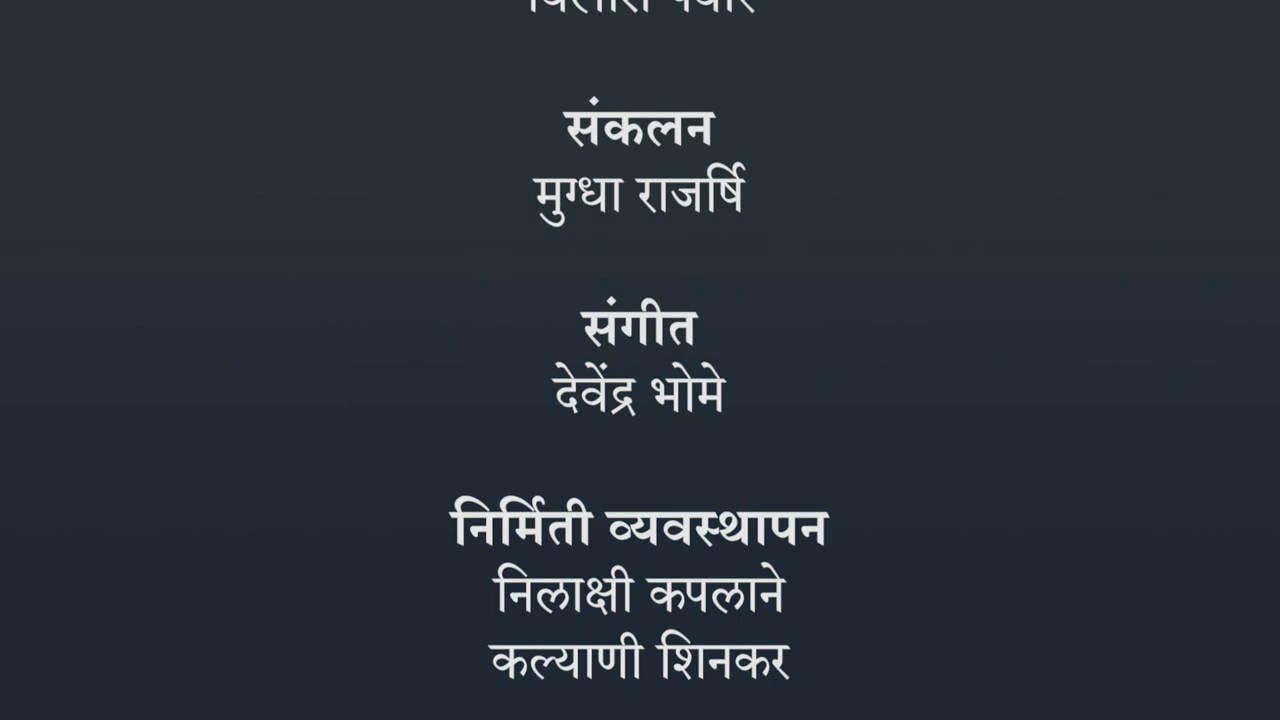 संकलन
मुग्धा राजर्षि
संगीत
देवेंद्र भोमे
निर्मिती व्यवस्थापन
निलाक्षी कपलाने
कल्याणी शिनकर